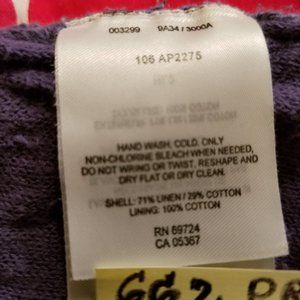 003299 9A34 / 3000A
106 AP2275
HAND WASH, COLD. ONLY
NON-CHLORINE BLEACH WHEN NEEDED,
DO NOT WRING OR TWIST, RESHAPE AND
DRY FLAT OR DRY CLEAN.
SHELL: 71% LINEN / 29% COTTON
LINING: 100% COTTON
RN 69724
CA 05367